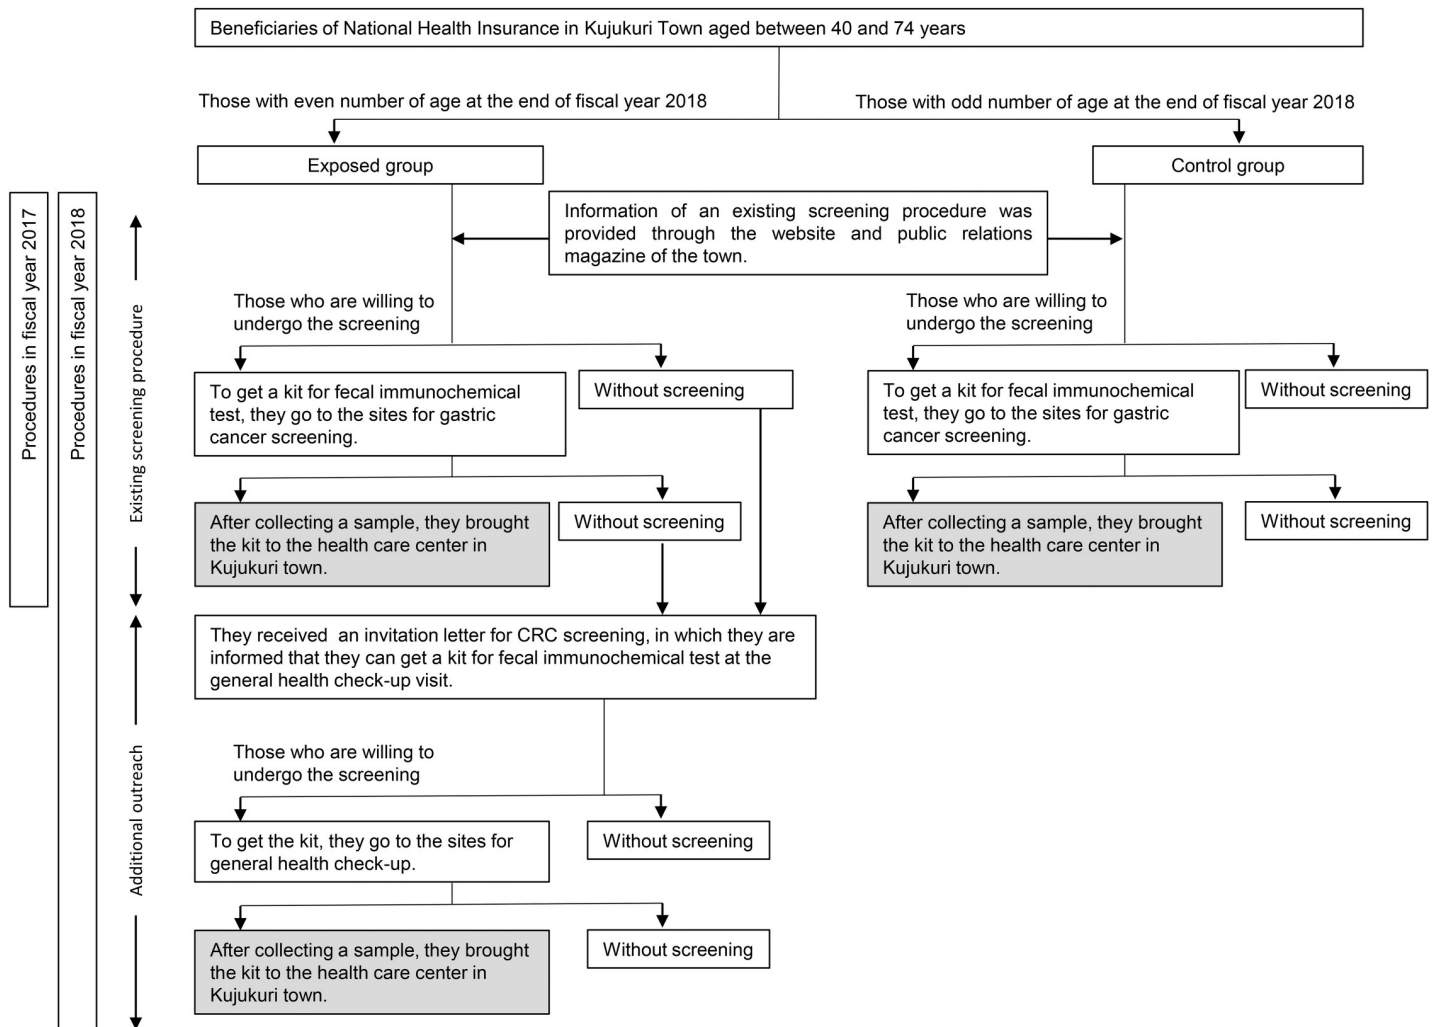 Beneficiaries of National Health Insurance in Kujukuri Town aged between 40 and 74 years
Those with even number of age at the end of fiscal year 2018
Those with odd number of age at the end of fiscal year 2018
Exposed group
Control group
Procedures in fiscal year 2017
Procedures in fiscal year 2018
Existing screening procedure
Information of an existing screening procedure was
provided through the website and public relations
magazine of the town.
Those who are willing to
undergo the screening
Those who are willing to
undergo the screening
To get a kit for fecal immunochemical
test, they go to the sites for gastric
cancer screening.
Without screening
To get a kit for fecal immunochemical
test, they go to the sites for gastric
cancer screening.
Without screening
After collecting a sample, they brought
the kit to the health care center in
Kujukuri town.
Without screening
After collecting a sample, they brought
the kit to the health care center in
Kujukuri town.
Without screening
Additional outreach
They received an invitation letter for CRC screening, in which they are
informed that they can get a kit for fecal immunochemical test at the
general health check-up visit.
Those who are willing to
undergo the screening
To get the kit, they go to the sites for
general health check-up.
Without screening
After collecting a sample, they brought
the kit to the health care center in
Kujukuri town.
Without screening